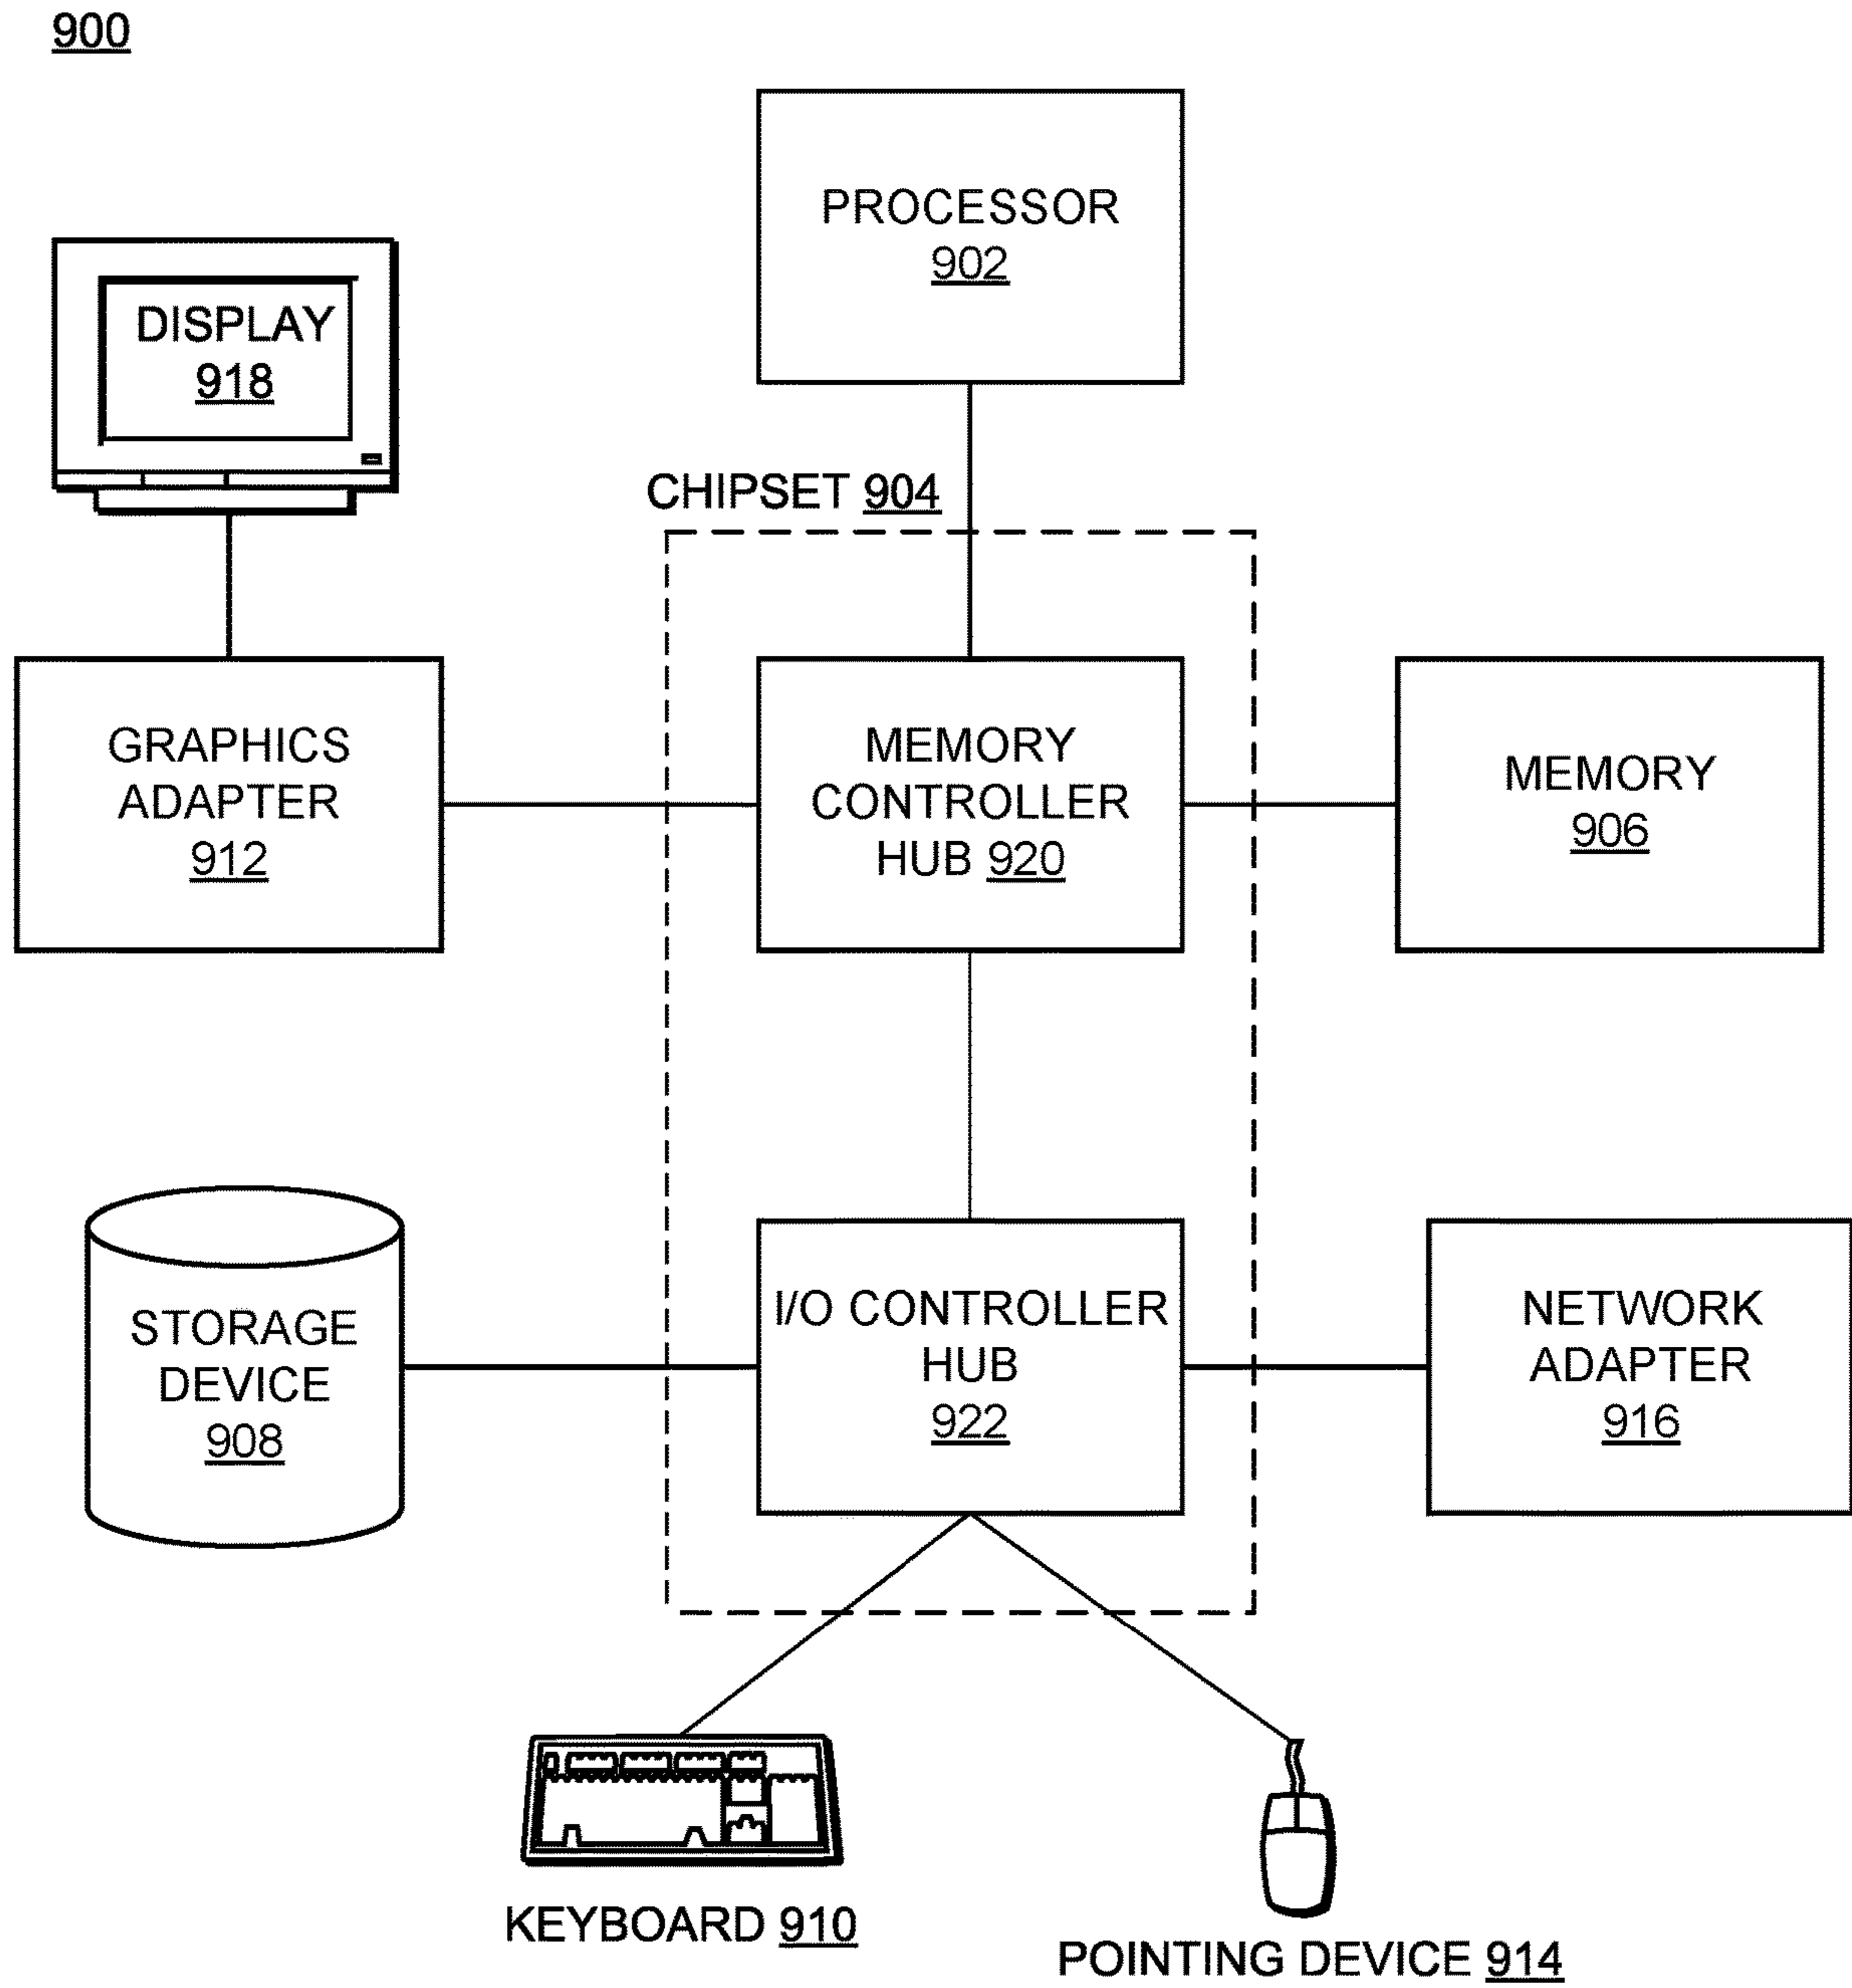 900
PROCESSOR
902
DISPLAY
918
CHIPSET 904
GRAPHICS
ADAPTER
912
MEMORY
CONTROLLER
HUB 920
MEMORY
906
STORAGE
DEVICE
908
I/O CONTROLLER
HUB
922
NETWORK
ADAPTER
916
KEYBOARD 910
POINTING DEVICE 914